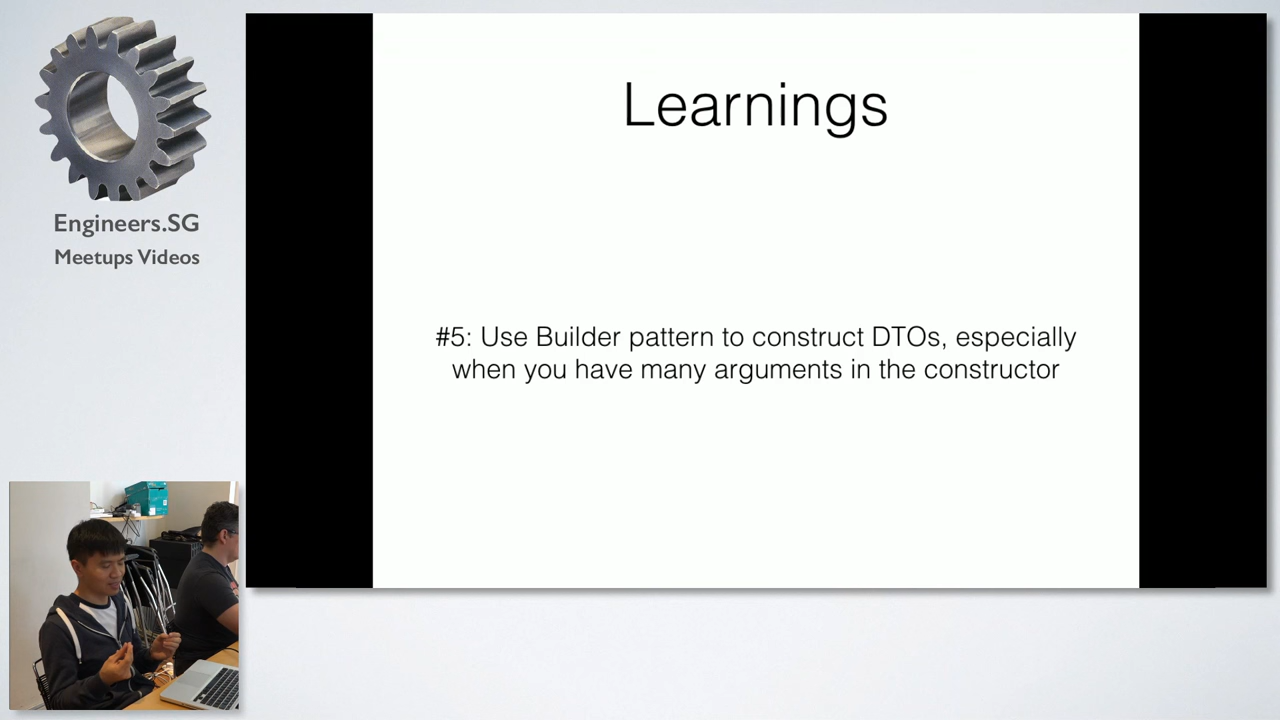 Engineers.SG
Meetups Videos
Learnings
#5: Use Builder pattern to construct DTOs, especially
when you have many arguments in the constructor